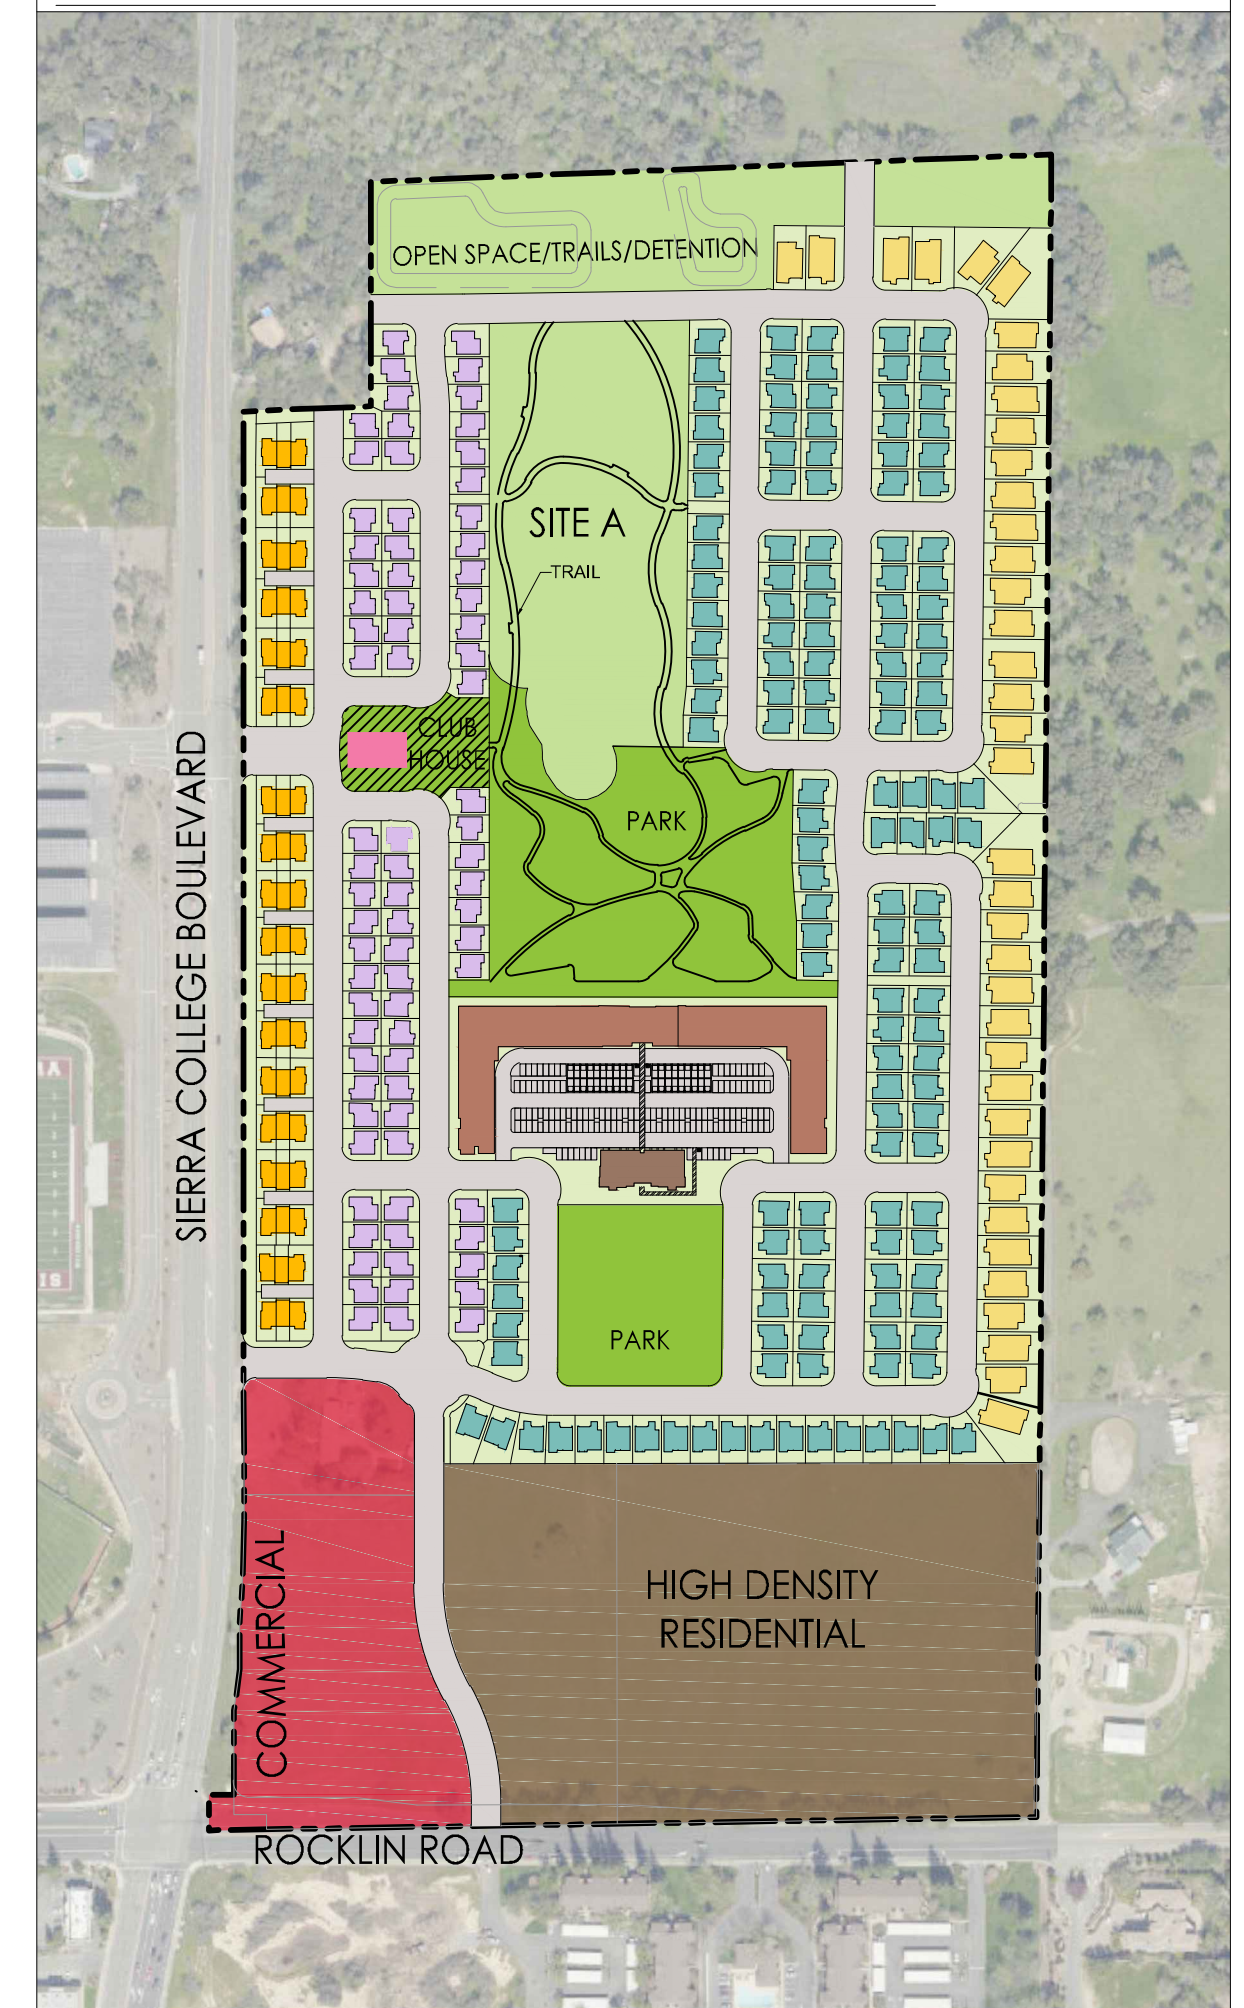 OPEN SPACE/TRAILS/DETENTION
SITE A
TRAIL
CLUB
HOUSE
PARK
SIERRA COLLEGE BOULEVARD
PARK
COMMERCIAL
HIGH DENSITY
RESIDENTIAL
ROCKLIN ROAD